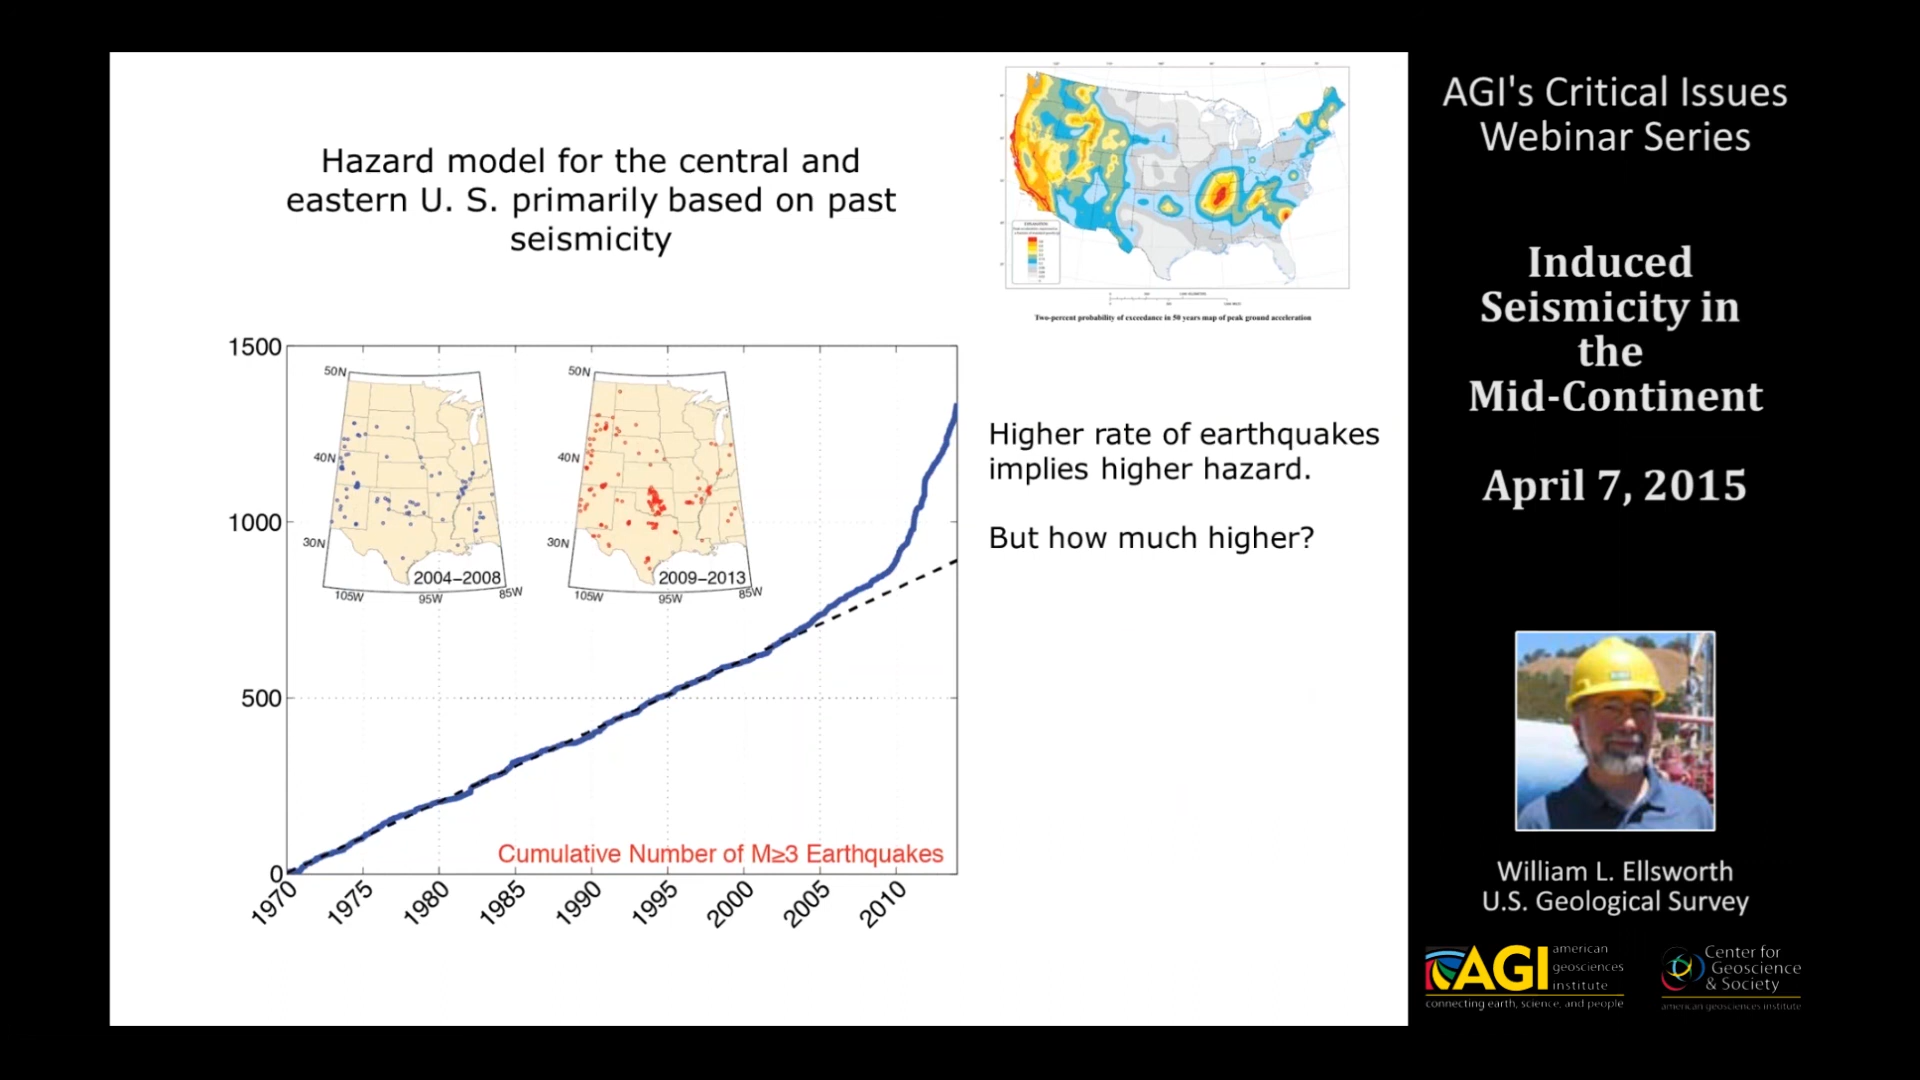 Hazard model for the central and
eastern U. S. primarily based on past
seismicity
Two-percent probability of exceedance in 50 years map of peak ground acceleration
1500
1000
500
0
50N
40N
30N
2004–2008
105W
95W
85W
50N
40N
30N
2009–2013
105W
95W
85W
Cumulative Number of M≥3 Earthquakes
1970
1975
1980
1985
1990
1995
2000
2005
2010
Higher rate of earthquakes
implies higher hazard.
But how much higher?
AGI's Critical Issues
Webinar Series
Induced
Seismicity in
the
Mid-Continent
April 7, 2015
William L. Ellsworth
U.S. Geological Survey
AGI
american
geosciences
institute
connecting earth, science, and people
Center for
Geoscience
& Society
american geosciences institute